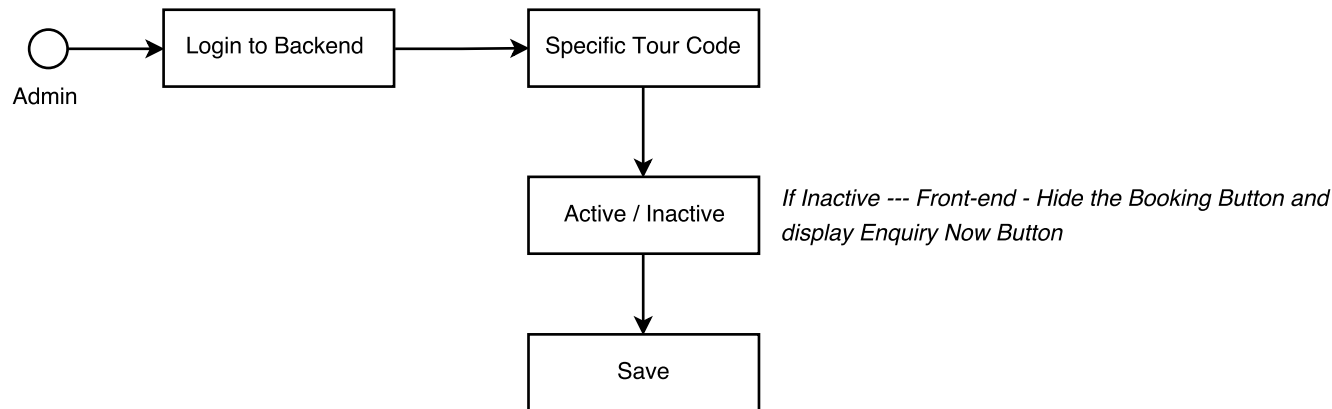 Login to Backend
Specific Tour Code
Admin
Active / Inactive
If Inactive --- Front-end - Hide the Booking Button and
display Enquiry Now Button
Save